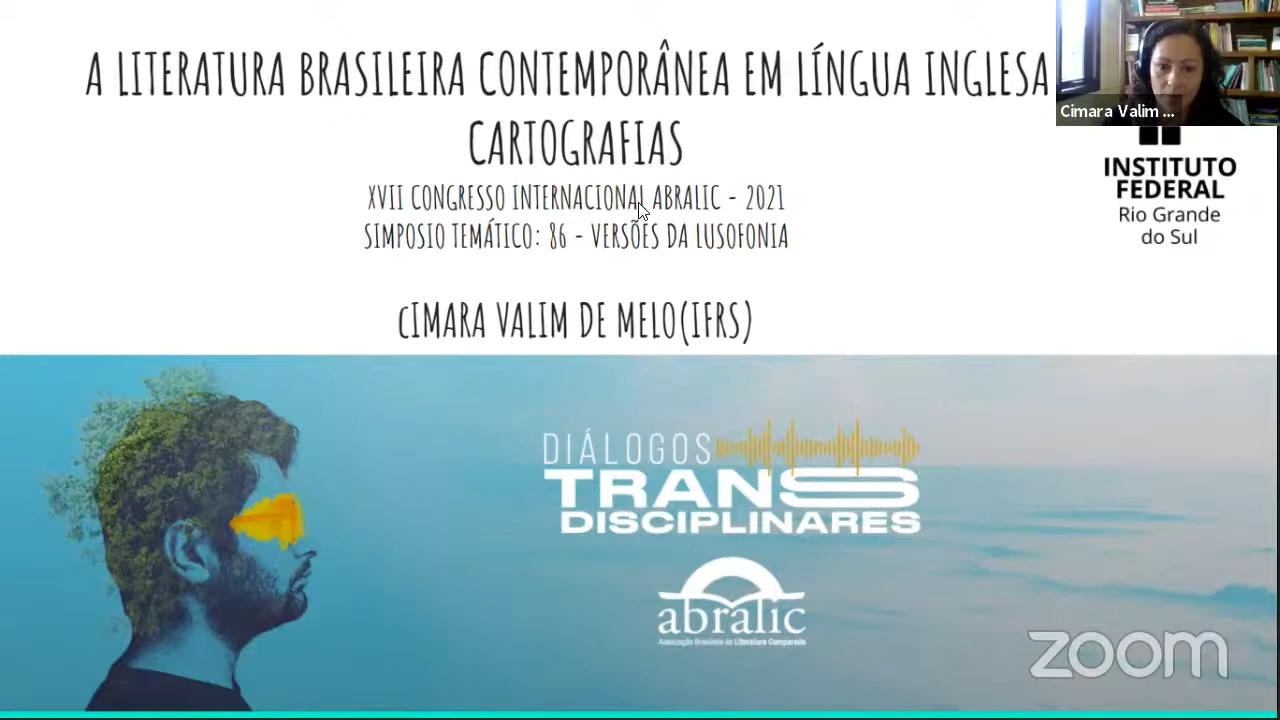 A LITERATURA BRASILEIRA CONTEMPORÂNEA EM LÍNGUA INGLESA
CARTOGRAFIAS
XVII CONGRESSO INTERNACIONAL ABRALIC - 2021
SIMPOSIO TEMÁTICO: 86 - VERSÕES DA LUSOFONIA
cIMARA VALIM DE MELO(IFRS)
Cimara Valim ...
INSTITUTO
FEDERAL
Rio Grande
do Sul
DIÁLOGOS
TRANS
DISCIPLINARES
abralic
Associação Brasileira de Literatura Comparada
zoom